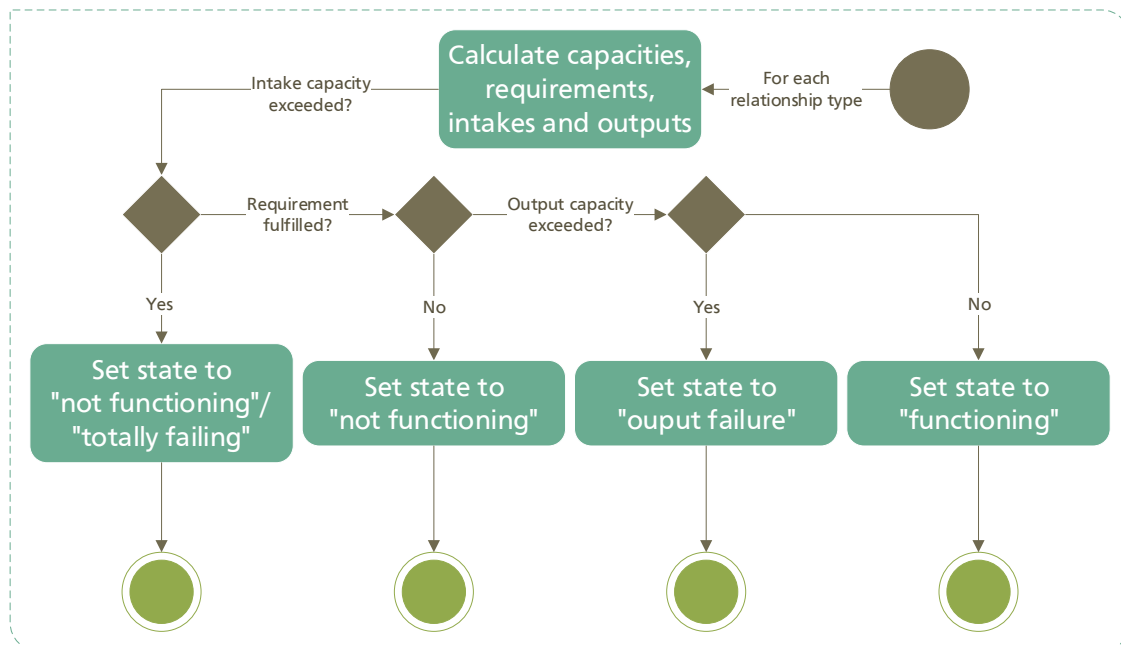 Calculate capacities,
requirements,
intakes and outputs
For each
relationship type
Intake capacity
exceeded?
Requirement
fulfilled?
Output capacity
exceeded?
Yes
No
Yes
No
Set state to
"not functioning"/
"totally failing"
Set state to
"not functioning"
Set state to
"ouput failure"
Set state to
"functioning"